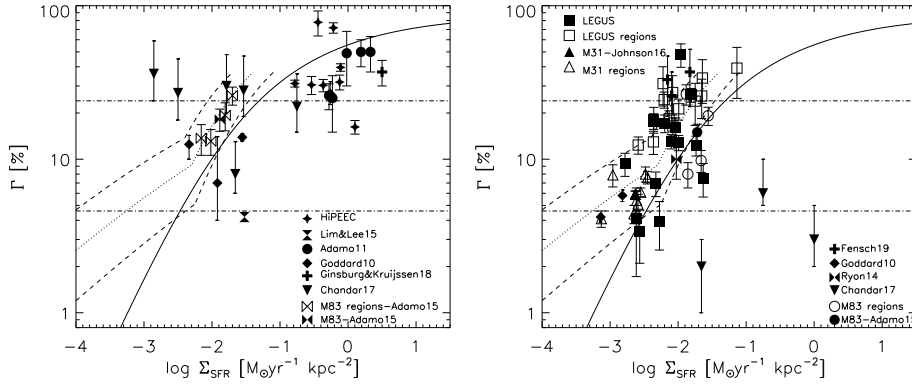 100
10
1
Γ [%]
HiPEEC
Lim&Lee15
Adamo11
Goddard10
Ginsburg&Kruijssen18
Chandar17
M83 regions-Adamo15
M83-Adamo15
-4 -3 -2 -1 0 1
log Σ_SFR [M⊙yr⁻¹ kpc⁻²]
100
10
1
Γ [%]
LEGUS
LEGUS regions
M31-Johnson16
M31 regions
Fensch19
Goddard10
Ryon14
Chandar17
M83 regions
-4 -3 -2 -1 0 1
log Σ_SFR [M⊙yr⁻¹ kpc⁻²]